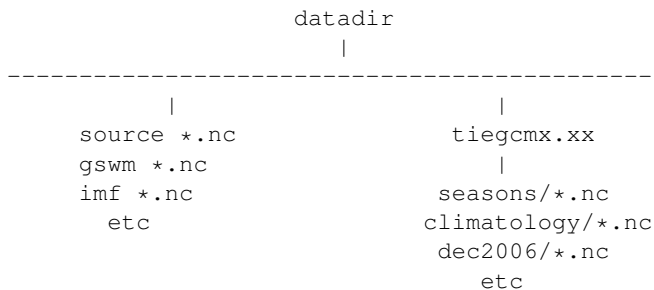 datadir
|
---------------------------------------------
| |
source *.nc tiegcmx.xx
gswm *.nc |
imf *.nc seasons/*.nc
etc climatology/*.nc
dec2006/*.nc
etc